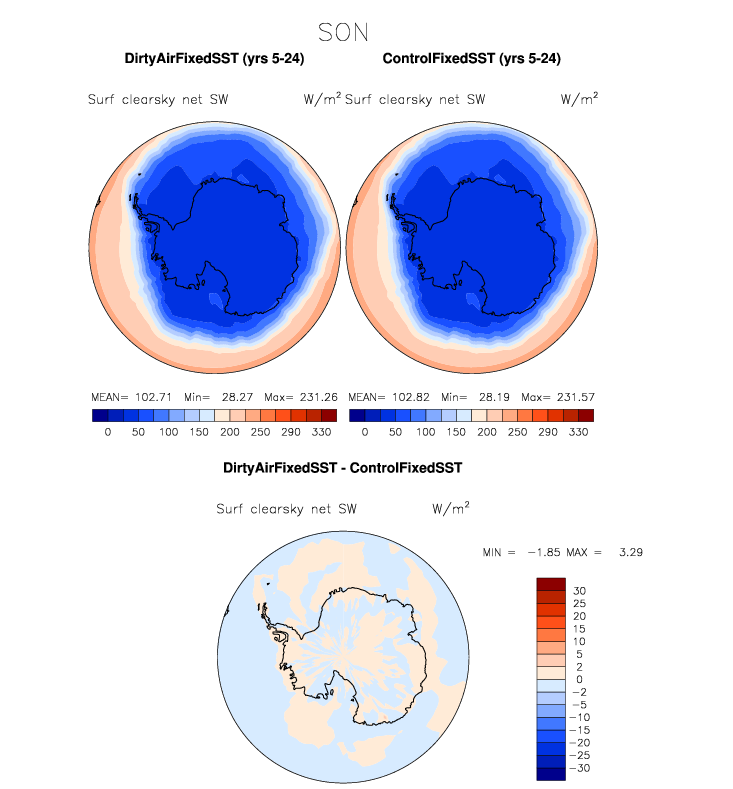 SON
DirtyAirFixedSST (yrs 5-24) ControlFixedSST (yrs 5-24)
Surf clearsky net SW W/m² Surf clearsky net SW W/m²
MEAN= 102.71 Min= 28.27 Max= 231.26 MEAN= 102.82 Min= 28.19 Max= 231.57
0 50 100 150 200 250 290 330 0 50 100 150 200 250 290 330
DirtyAirFixedSST - ControlFixedSST
Surf clearsky net SW W/m²
MIN = -1.85 MAX = 3.29
30
25
20
15
10
5
2
0
-2
-5
-10
-15
-20
-25
-30